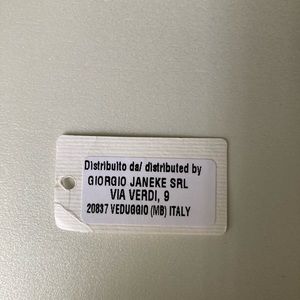 Distribuito da/ distributed by
GIORGIO JANEKE SRL
VIA VERDI, 9
20837 VEDUGGIO (MB) ITALY